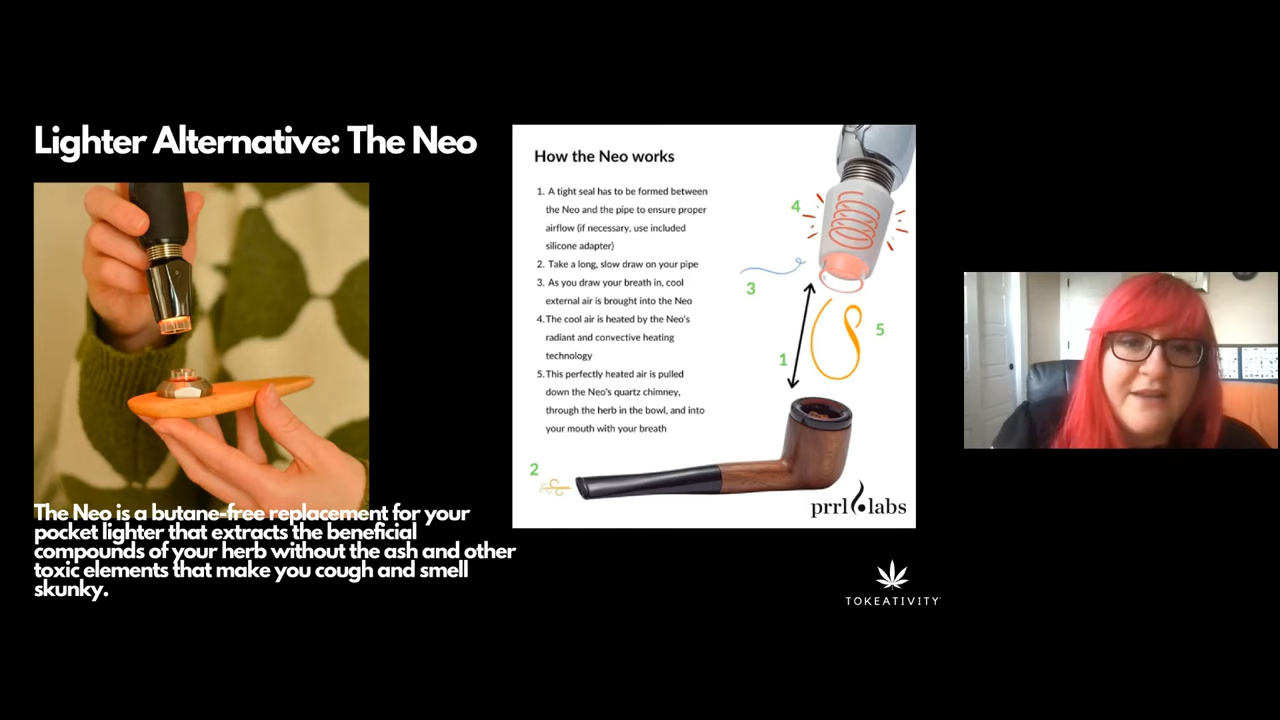 Lighter Alternative: The Neo
How the Neo works
1. A tight seal has to be formed between
the Neo and the pipe to ensure proper
airflow (if necessary, use included
silicone adapter)
2. Take a long, slow draw on your pipe
3. As you draw your breath in, cool
external air is brought into the Neo
4. The cool air is heated by the Neo's
radiant and convective heating
technology
5. This perfectly heated air is pulled
down the Neo's quartz chimney,
through the herb in the bowl, and into
your mouth with your breath
4
3
5
1
2
prrl labs
The Neo is a butane-free replacement for your
pocket lighter that extracts the beneficial
compounds of your herb without the ash and other
toxic elements that make you cough and smell
skunky.
TOKEATIVITY